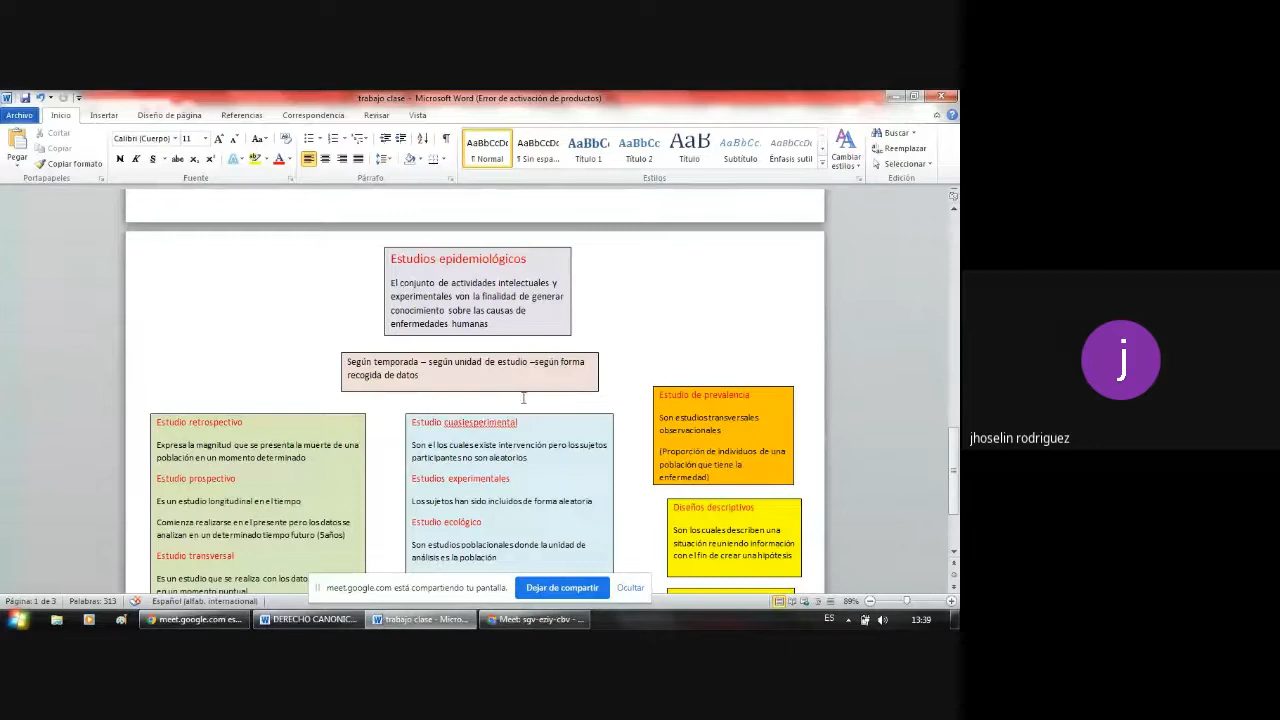 trabajo clase - Microsoft Word (Error de activación de productos)
Archivo Inicio Insertar Diseño de página Referencias Correspondencia Revisar Vista
Pegar
Cortar
Copiar
Copiar formato
Portapapeles
Calibri (Cuerpo) 11
N K S abc x₂ x²
Fuente
Párrafo
AaBbCcDc AaBbCcDc AaBbC AaBbCc AaB AaBbCc. AaBbCcDc
¶ Normal ¶ Sin espa... Título 1 Título 2 Título Subtítulo Énfasis sutil
Estilos
Cambiar
estilos
Buscar
Reemplazar
Seleccionar
Edición
Estudios epidemiológicos
El conjunto de actividades intelectuales y
experimentales von la finalidad de generar
conocimiento sobre las causas de
enfermedades humanas
Según temporada – según unidad de estudio –según forma
recogida de datos
Estudio retrospectivo
Expresa la magnitud que se presenta la muerte de una
población en un momento determinado
Estudio prospectivo
Es un estudio longitudinal en el tiempo
Comienza realizarse en el presente pero los datos se
analizan en un determinado tiempo futuro (5años)
Estudio transversal
Es un estudio que se realiza con los dato
en un momento puntual
Estudio cuasiesperimental
Son el los cuales existe intervención pero los sujetos
participantes no son aleatorios
Estudios experimentales
Los sujetos han sido incluidos de forma aleatoria
Estudio ecológico
Son estudios poblacionales donde la unidad de
análisis es la población
Estudio de prevalencia
Son estudios transversales
observacionales
(Proporción de individuos de una
población que tiene la
enfermedad)
Diseños descriptivos
Son los cuales describen una
situación reuniendo información
con el fin de crear una hipótesis
meet.google.com está compartiendo tu pantalla. Dejar de compartir Ocultar
Página: 1 de 3 Palabras: 313 Español (alfab. internacional) 89%
meet.google.com es... DERECHO CANONIC... trabajo clase - Micro... Meet: sgv-eziy-cbv - ... ES 13:39
j
jhoselin rodriguez